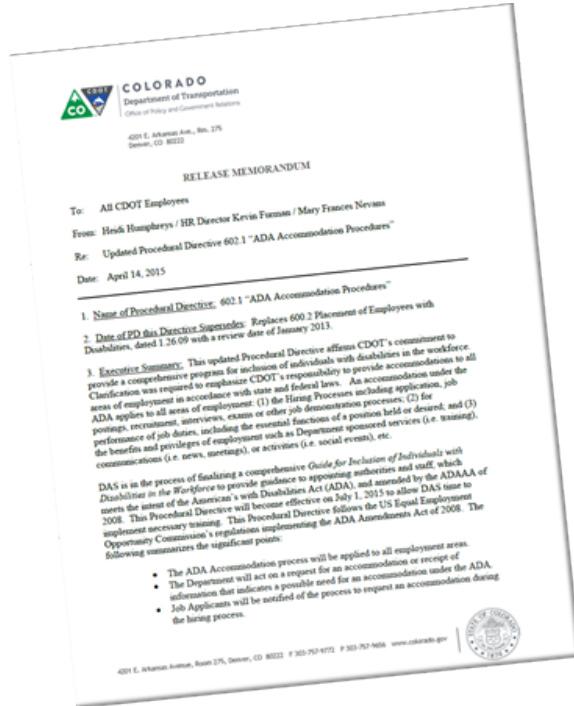 CDOT
CO
COLORADO
Department of Transportation
Office of Policy and Government Relations
4201 E. Arkansas Ave., Rm. 275
Denver, CO 80222
RELEASE MEMORANDUM
To: All CDOT Employees
From: Heidi Humphreys / HR Director Kevin Furman / Mary Frances Nevans
Re: Updated Procedural Directive 602.1 "ADA Accommodation Procedures"
Date: April 14, 2015
1. Name of Procedural Directive: 602.1 "ADA Accommodation Procedures"
2. Date of PD this Directive Supersedes: Replaces 600.2 Placement of Employees with
Disabilities, dated 1.26.09 with a review date of January 2013.
3. Executive Summary: This updated Procedural Directive affirms CDOT's commitment to
provide a comprehensive program for inclusion of individuals with disabilities in the workforce.
Clarification was required to emphasize CDOT's responsibility to provide accommodations to all
areas of employment in accordance with state and federal laws. An accommodation under the
ADA applies to all areas of employment: (1) the Hiring Processes including application, job
postings, recruitment, interviews, exams or other job demonstration processes; (2) for
performance of job duties, including the essential functions of a position held or desired; and (3)
the benefits and privileges of employment such as Department sponsored services (i.e. training),
communications (i.e. news, meetings), or activities (i.e. social events), etc.
DAS is in the process of finalizing a comprehensive Guide for Inclusion of Individuals with
Disabilities in the Workforce to provide guidance to appointing authorities and staff, which
meets the intent of the American's with Disabilities Act (ADA), and amended by the ADAAA of
2008. This Procedural Directive will become effective on July 1, 2015 to allow DAS time to
implement necessary training. This Procedural Directive follows the US Equal Employment
Opportunity Commission's regulations implementing the ADA Amendments Act of 2008. The
following summarizes the significant points:
• The ADA Accommodation process will be applied to all employment areas.
• The Department will act on a request for an accommodation or receipt of
information that indicates a possible need for an accommodation under the ADA.
• Job Applicants will be notified of the process to request an accommodation during
the hiring process.
4201 E. Arkansas Avenue, Room 275, Denver, CO 80222 P 303-757-9772 F 303-757-9656 www.colorado.gov
STATE OF COLORADO
1876